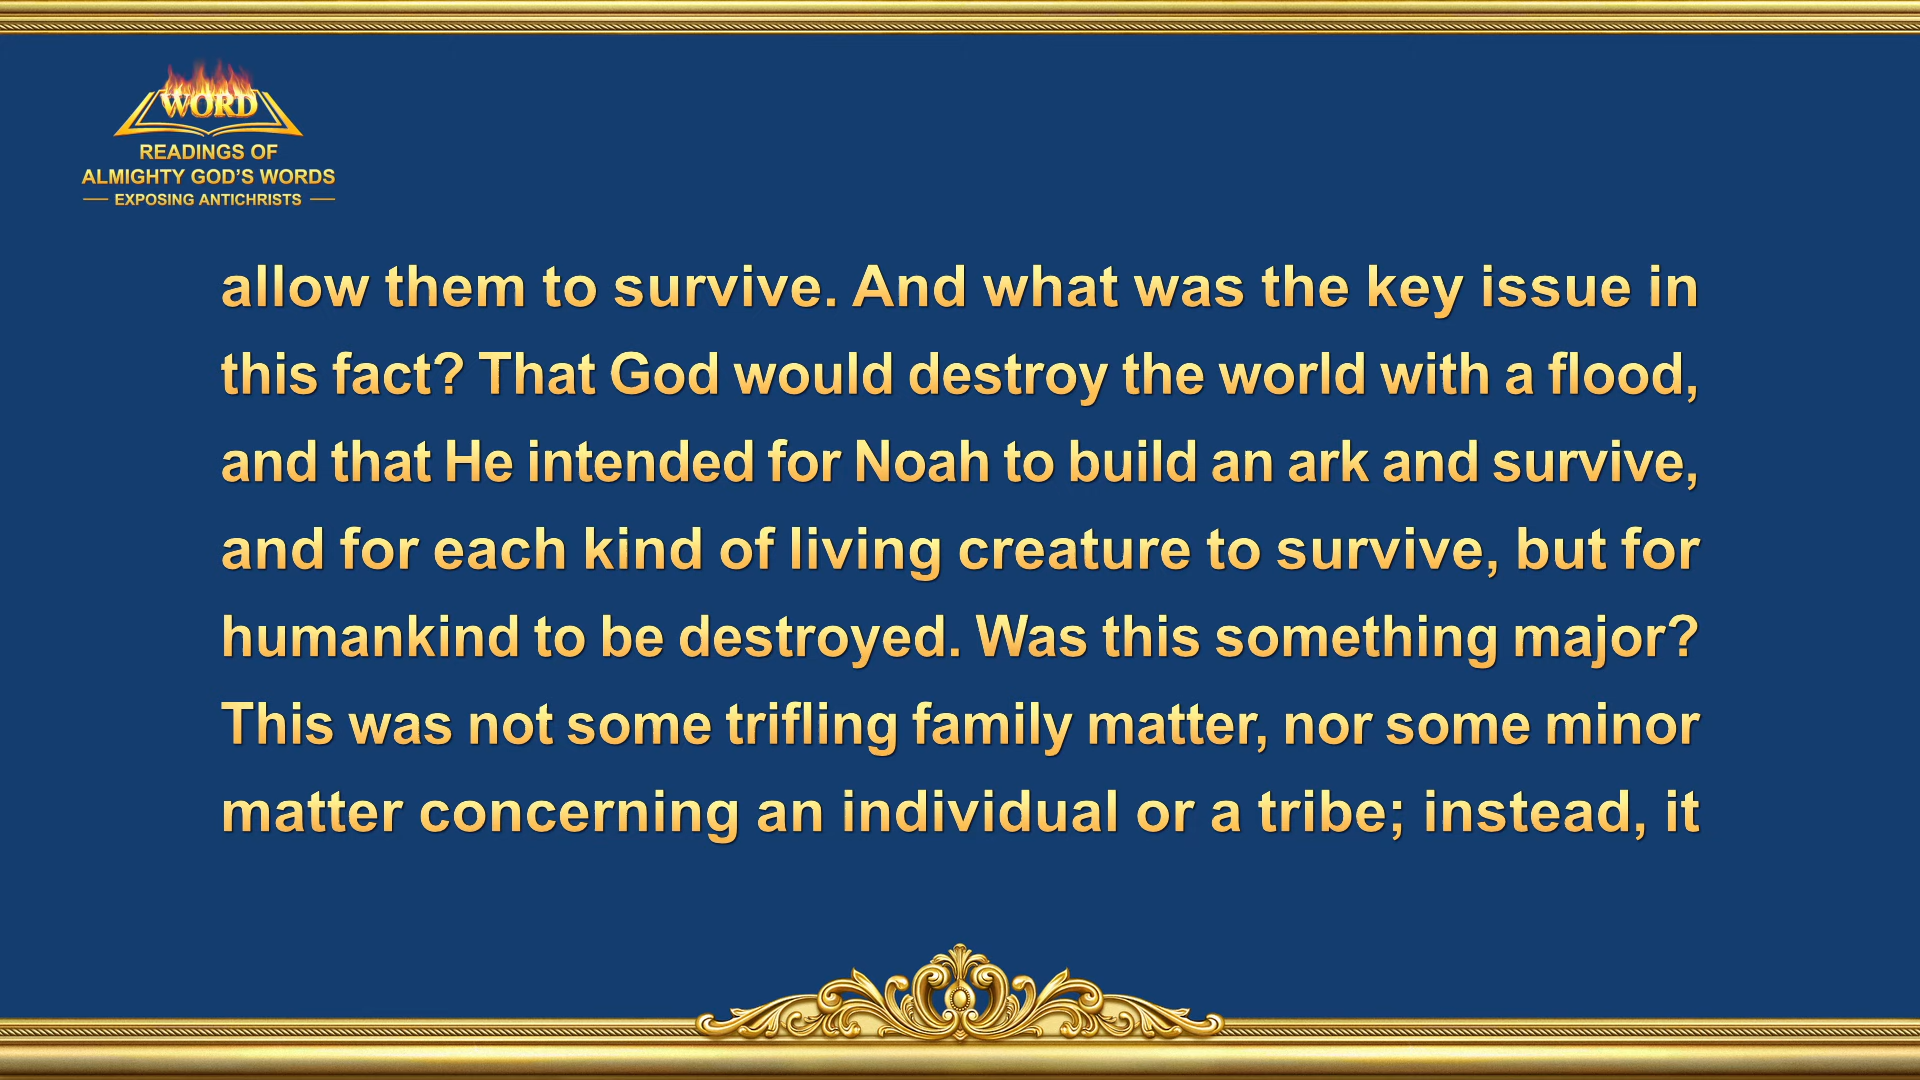 WORD
READINGS OF
ALMIGHTY GOD'S WORDS
EXPOSING ANTICHRISTS
allow them to survive. And what was the key issue in
this fact? That God would destroy the world with a flood,
and that He intended for Noah to build an ark and survive,
and for each kind of living creature to survive, but for
humankind to be destroyed. Was this something major?
This was not some trifling family matter, nor some minor
matter concerning an individual or a tribe; instead, it